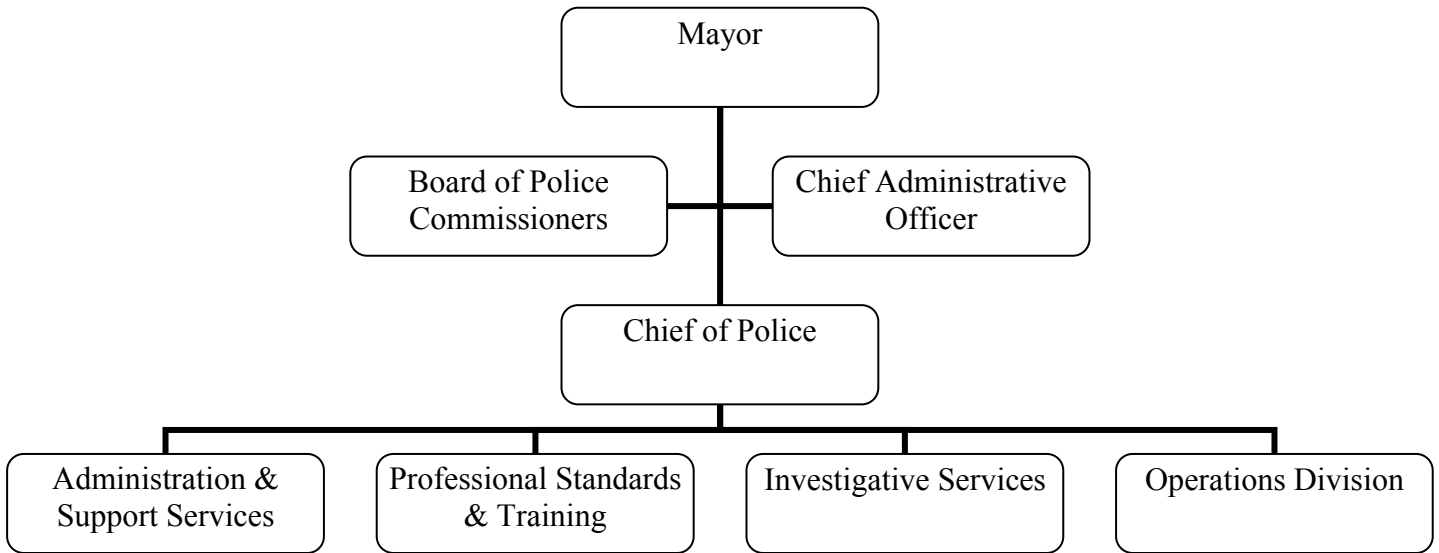 Mayor
Board of Police
Commissioners
Chief Administrative
Officer
Chief of Police
Administration &
Support Services
Professional Standards
& Training
Investigative Services
Operations Division